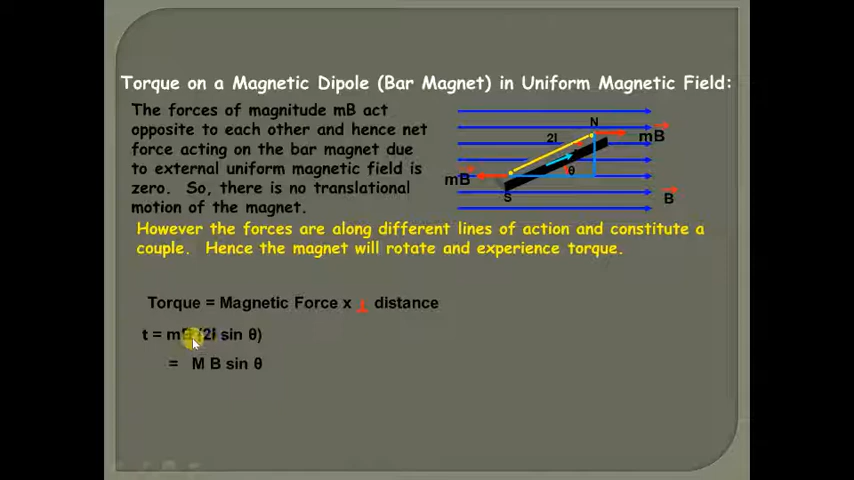 Torque on a Magnetic Dipole (Bar Magnet) in Uniform Magnetic Field:
The forces of magnitude mB act
opposite to each other and hence net
force acting on the bar magnet due
to external uniform magnetic field is
zero. So, there is no translational
motion of the magnet.
N
2l
mB
θ
mB
S
B
However the forces are along different lines of action and constitute a
couple. Hence the magnet will rotate and experience torque.
Torque = Magnetic Force x ⊥ distance
t = mB (2l sin θ)
= M B sin θ